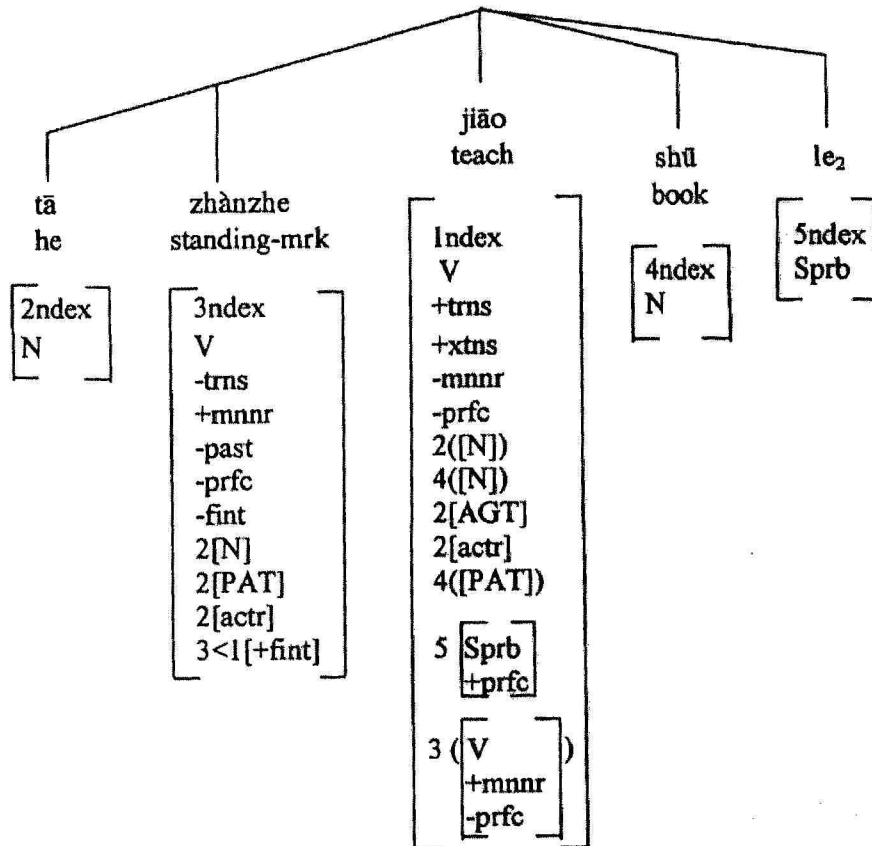 tā
he
2ndex
N
zhànzhe
standing-mrk
3ndex
V
-trns
+mnnr
-past
-prfc
-fint
2[N]
2[PAT]
2[actr]
3<1[+fint]
jiāo
teach
1ndex
V
+trns
+xtns
-mnnr
-prfc
2([N])
4([N])
2[AGT]
2[actr]
4([PAT])
5 [Sprb
+prfc]
3 ([V
+mnnr
-prfc])
shū
book
4ndex
N
le₂
5ndex
Sprb